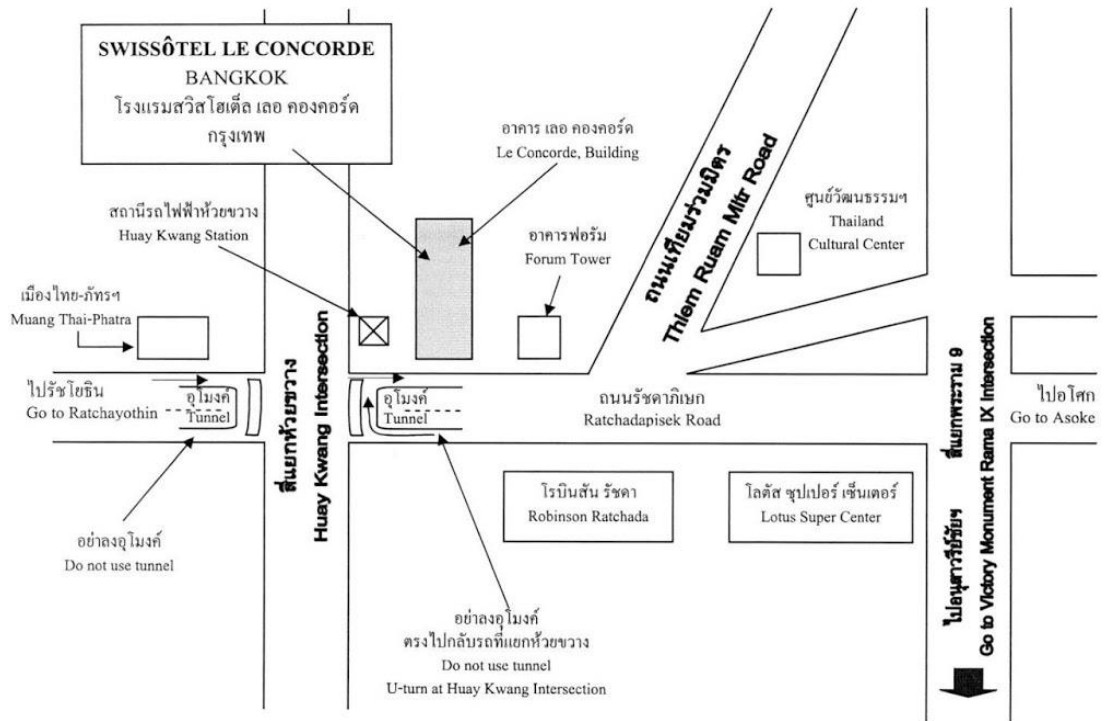 SWISSÔTEL LE CONCORDE
BANGKOK
โรงแรมสวิสโฮเต็ล เลอ คองคอร์ด
กรุงเทพ
อาคาร เลอ คองคอร์ด
Le Concorde, Building
สถานีรถไฟฟ้าห้วยขวาง
Huay Kwang Station
อาคารฟอรัม
Forum Tower
ถนนเทียมร่วมมิตร
Thiem Ruam Mitr Road
ศูนย์วัฒนธรรมฯ
Thailand
Cultural Center
เมืองไทย-ภัทรฯ
Muang Thai-Phatra
ไปรัชโยธิน
Go to Ratchayothin
อุโมงค์
Tunnel
สี่แยกห้วยขวาง
Huay Kwang Intersection
อุโมงค์
Tunnel
ถนนรัชดาภิเษก
Ratchadapisek Road
ไปอโศก
Go to Asoke
โรบินสัน รัชดา
Robinson Ratchada
โลตัส ซุปเปอร์ เซ็นเตอร์
Lotus Super Center
อย่าลงอุโมงค์
Do not use tunnel
อย่าลงอุโมงค์
ตรงไปกลับรถที่แยกห้วยขวาง
Do not use tunnel
U-turn at Huay Kwang Intersection
ไปอนุสาวรีย์ชัยฯ สี่แยกพระราม 9
Go to Victory Monument Rama IX Intersection